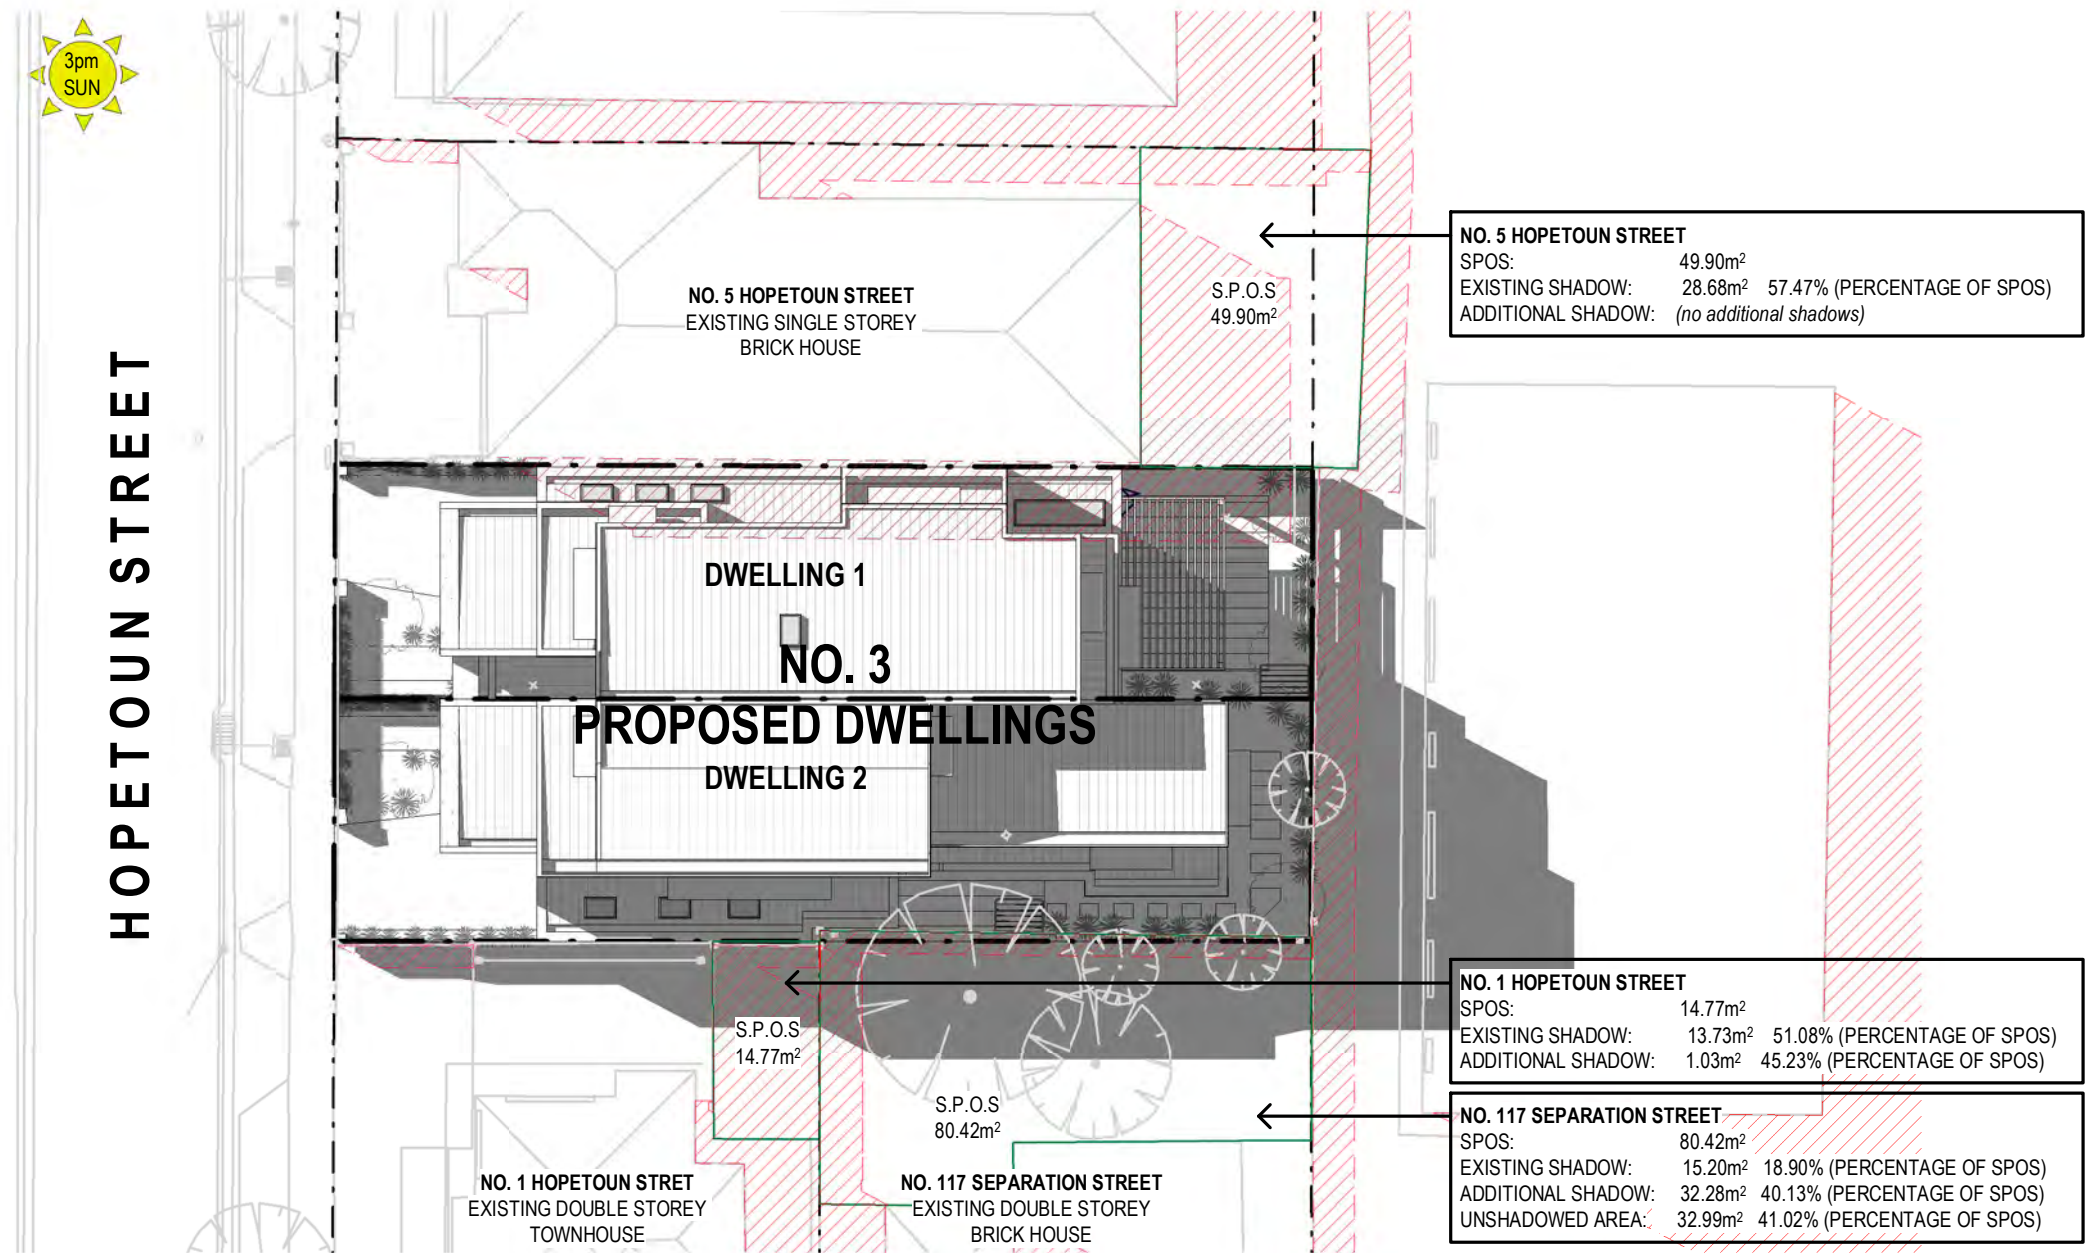 3pm
SUN
HOPETOUN STREET
NO. 5 HOPETOUN STREET
EXISTING SINGLE STOREY
BRICK HOUSE
S.P.O.S
49.90m²
NO. 5 HOPETOUN STREET
SPOS: 49.90m²
EXISTING SHADOW: 28.68m² 57.47% (PERCENTAGE OF SPOS)
ADDITIONAL SHADOW: (no additional shadows)
DWELLING 1
NO. 3
PROPOSED DWELLINGS
DWELLING 2
S.P.O.S
14.77m²
S.P.O.S
80.42m²
NO. 1 HOPETOUN STREET
SPOS: 14.77m²
EXISTING SHADOW: 13.73m² 51.08% (PERCENTAGE OF SPOS)
ADDITIONAL SHADOW: 1.03m² 45.23% (PERCENTAGE OF SPOS)
NO. 117 SEPARATION STREET
SPOS: 80.42m²
EXISTING SHADOW: 15.20m² 18.90% (PERCENTAGE OF SPOS)
ADDITIONAL SHADOW: 32.28m² 40.13% (PERCENTAGE OF SPOS)
UNSHADOWED AREA: 32.99m² 41.02% (PERCENTAGE OF SPOS)
NO. 1 HOPETOUN STRET
EXISTING DOUBLE STOREY
TOWNHOUSE
NO. 117 SEPARATION STREET
EXISTING DOUBLE STOREY
BRICK HOUSE